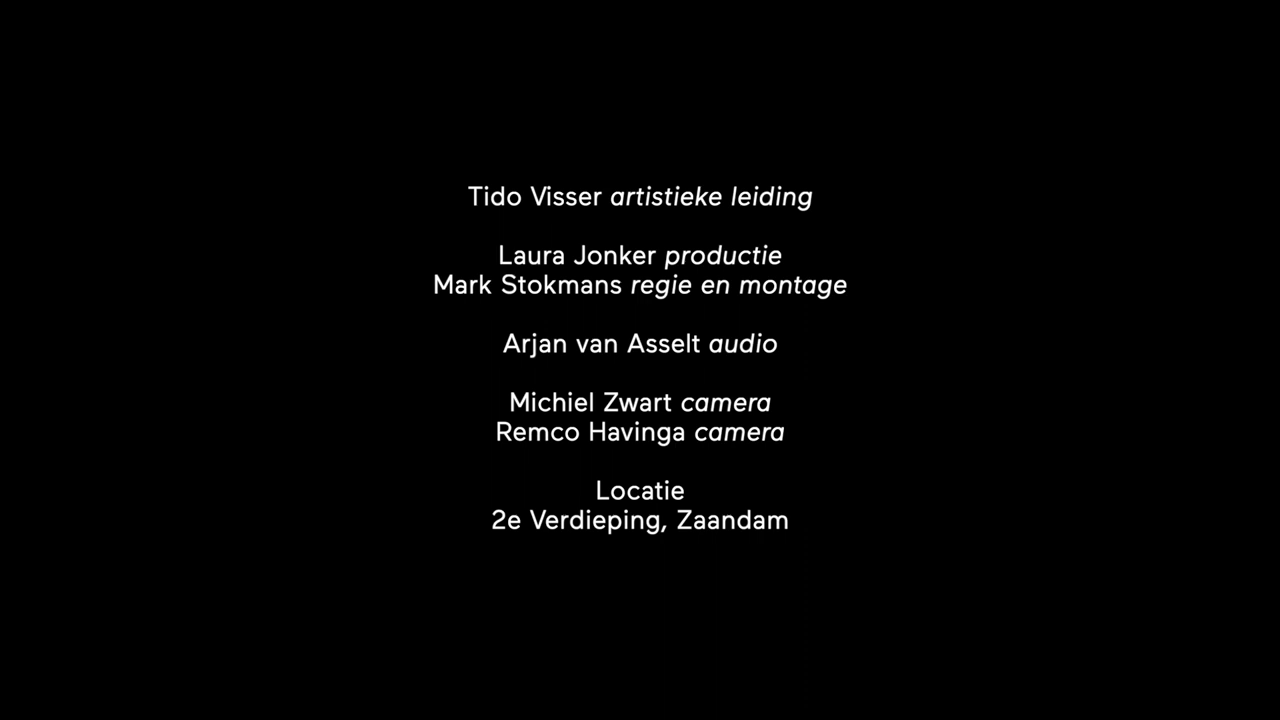 Tido Visser artistieke leiding
Laura Jonker productie
Mark Stokmans regie en montage
Arjan van Asselt audio
Michiel Zwart camera
Remco Havinga camera
Locatie
2e Verdieping, Zaandam